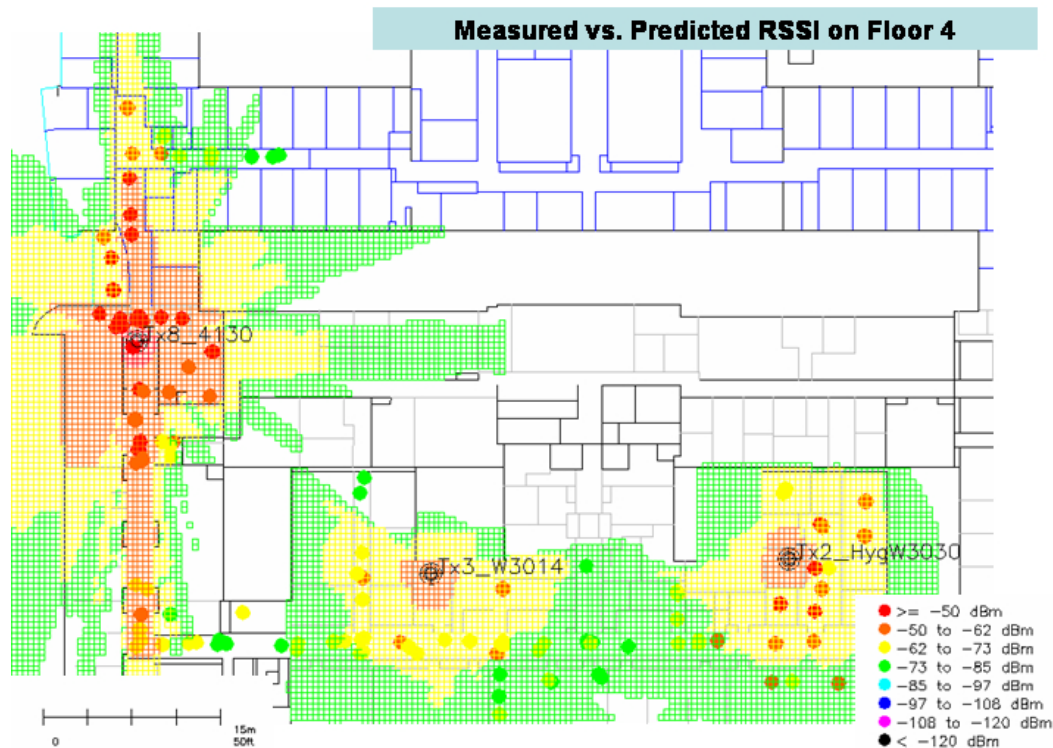 Measured vs. Predicted RSSI on Floor 4
Tx8_4130
Tx3_W3014
Tx2_HygW3030
>= -50 dBm
-50 to -62 dBm
-62 to -73 dBm
-73 to -85 dBm
-85 to -97 dBm
-97 to -108 dBm
-108 to -120 dBm
< -120 dBm
15m
0 50ft